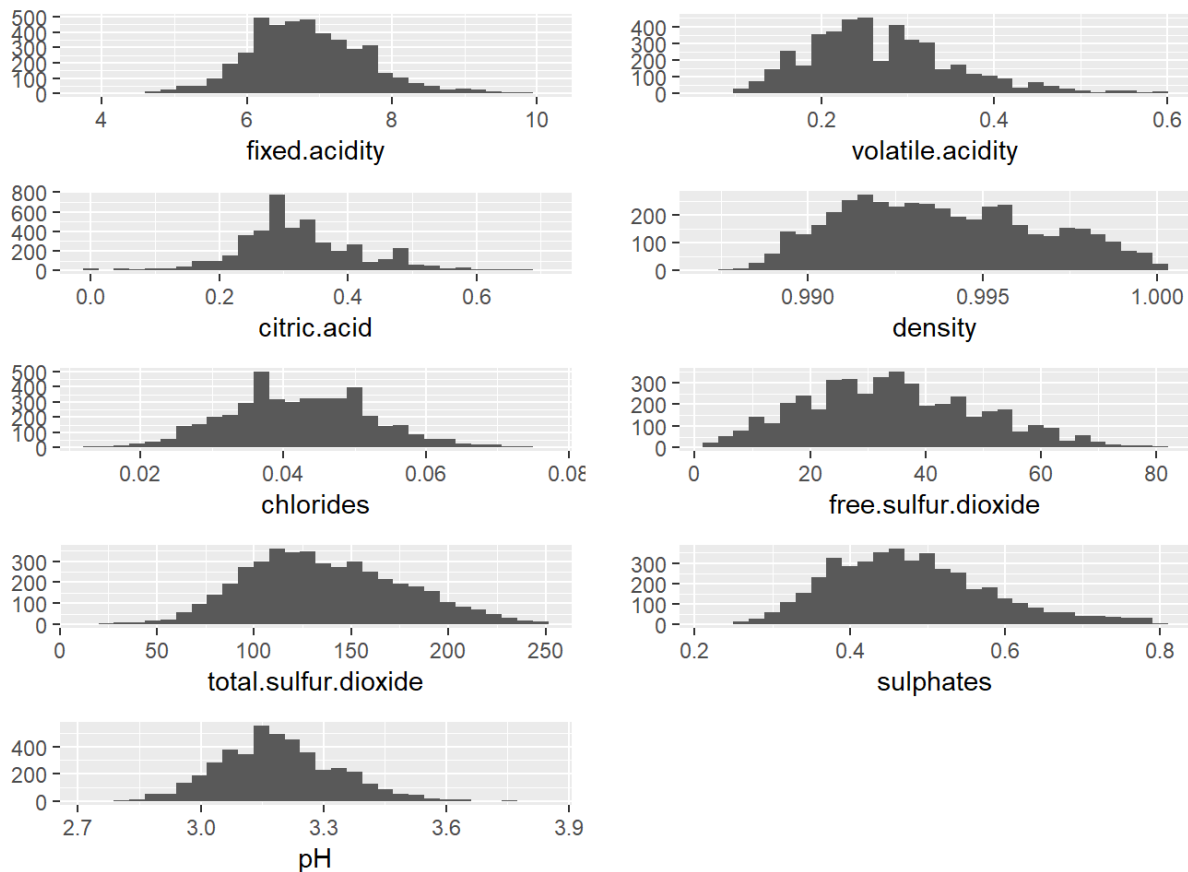 500
400
300
200
100
0
4 6 8 10
fixed.acidity
400
300
200
100
0
0.2 0.4 0.6
volatile.acidity
800
600
400
200
0
0.0 0.2 0.4 0.6
citric.acid
200
100
0
0.990 0.995 1.000
density
500
400
300
200
100
0
0.02 0.04 0.06 0.08
chlorides
300
200
100
0
0 20 40 60 80
free.sulfur.dioxide
300
200
100
0
0 50 100 150 200 250
total.sulfur.dioxide
300
200
100
0
0.2 0.4 0.6 0.8
sulphates
400
200
0
2.7 3.0 3.3 3.6 3.9
pH